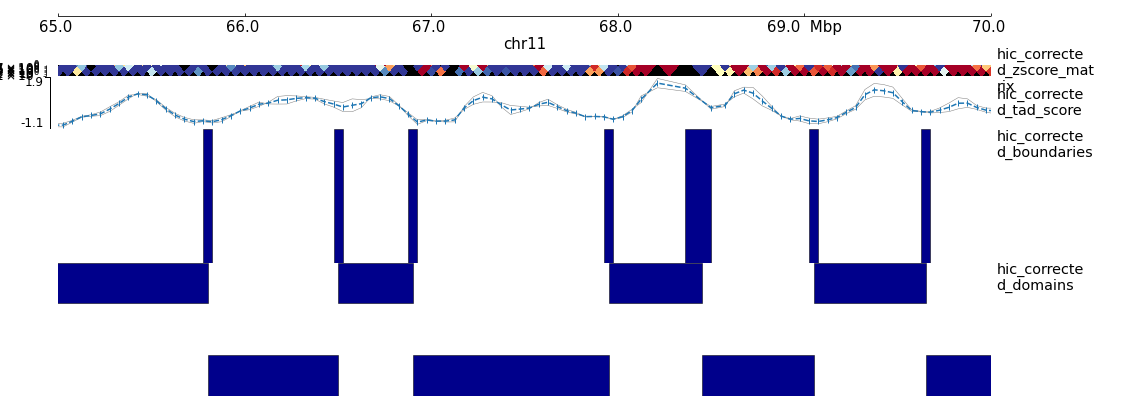 65.0 66.0 67.0 68.0 69.0 Mbp 70.0
chr11
hic_correcte
d_zscore_mat
rix
1.9
-1.1
hic_correcte
d_tad_score
hic_correcte
d_boundaries
hic_correcte
d_domains